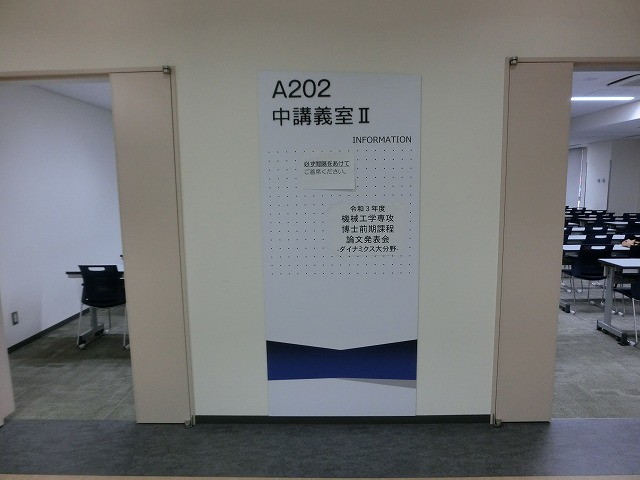 A202
中講義室Ⅱ
INFORMATION
必ず間隔をあけて
ご着席ください。
令和3年度
機械工学専攻
博士前期課程
論文発表会
-ダイナミクス大分野-